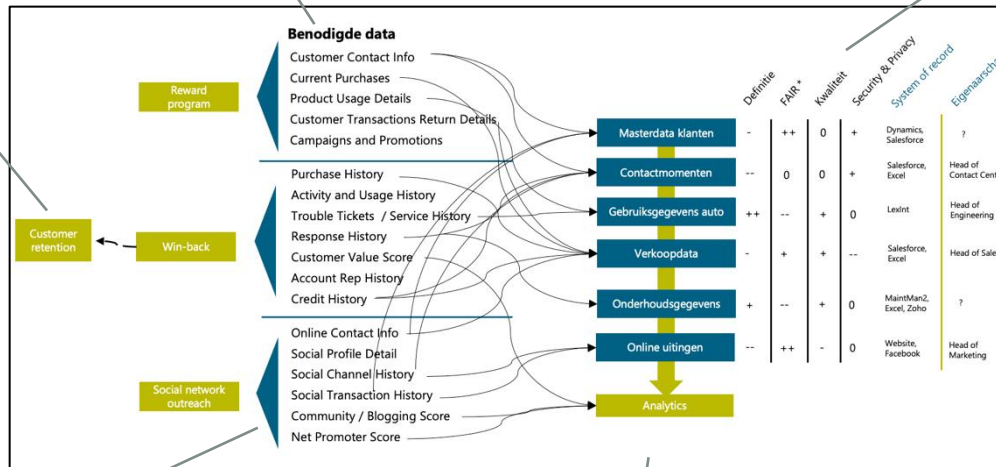 Benodigde data
Customer Contact Info
Current Purchases
Product Usage Details
Customer Transactions Return Details
Campaigns and Promotions
Purchase History
Activity and Usage History
Trouble Tickets / Service History
Response History
Customer Value Score
Account Rep History
Credit History
Online Contact Info
Social Profile Detail
Social Channel History
Social Transaction History
Community / Blogging Score
Net Promoter Score
Reward
program
Customer
retention
Win-back
Social network
outreach
Definitie
FAIR *
Kwaliteit
Security & Privacy
System of record
Masterdata klanten - ++ 0 + Dynamics,
Salesforce ?
Contactmomenten -- 0 0 + Salesforce,
Excel Head of
Contact
Gebruiksgegevens auto ++ -- + 0 LexInt Head of
Engineering
Verkoopdata - + + -- Salesforce,
Excel Head of
Onderhoudsgegevens + -- + 0 MaintMan2,
Excel, Zoho ?
Online uitingen -- ++ - 0 Website,
Facebook Head of
Marketing
Analytics